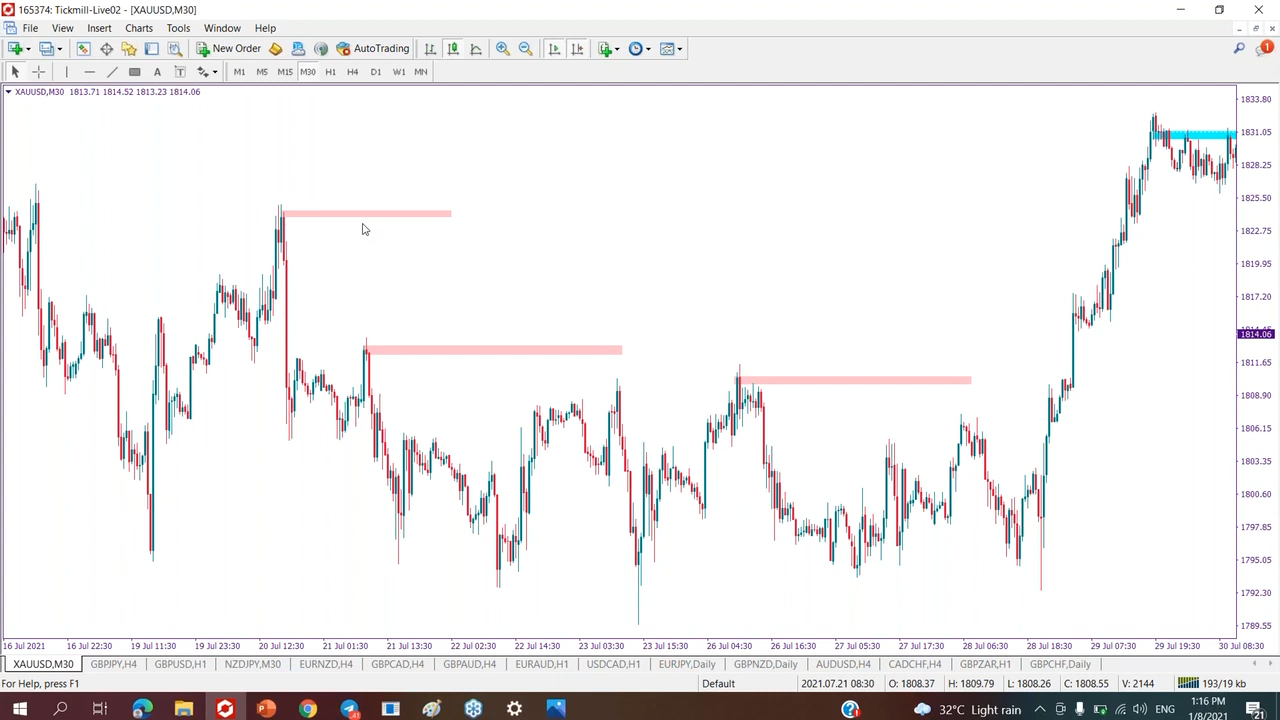 165374: Tickmill-Live02 - [XAUUSD,M30]
File View Insert Charts Tools Window Help
New Order AutoTrading 1
A T M1 M5 M15 M30 H1 H4 D1 W1 MN
XAUUSD,M30 1813.71 1814.52 1813.23 1814.06
1833.80
1831.05
1828.25
1825.50
1822.75
1819.95
1817.20
1814.06
1811.65
1808.90
1806.15
1803.35
1800.60
1797.85
1795.05
1792.30
1789.55
16 Jul 2021 16 Jul 22:30 19 Jul 11:30 19 Jul 23:30 20 Jul 12:30 21 Jul 01:30 21 Jul 13:30 22 Jul 02:30 22 Jul 14:30 23 Jul 03:30 23 Jul 15:30 26 Jul 04:30 26 Jul 16:30 27 Jul 05:30 27 Jul 17:30 28 Jul 06:30 28 Jul 18:30 29 Jul 07:30 29 Jul 19:30 30 Jul 08:30
XAUUSD,M30 GBPJPY,H4 GBPUSD,H1 NZDJPY,M30 EURNZD,H4 GBPCAD,H4 GBPAUD,H4 EURAUD,H1 USDCAD,H1 EURJPY,Daily GBPNZD,Daily AUDUSD,H4 CADCHF,H4 GBPZAR,H1 GBPCHF,Daily
For Help, press F1 Default 2021.07.21 08:30 O: 1808.37 H: 1809.79 L: 1808.26 C: 1808.55 V: 2144 193/19 kb
32°C Light rain ENG 1:16 PM
1/8/2021